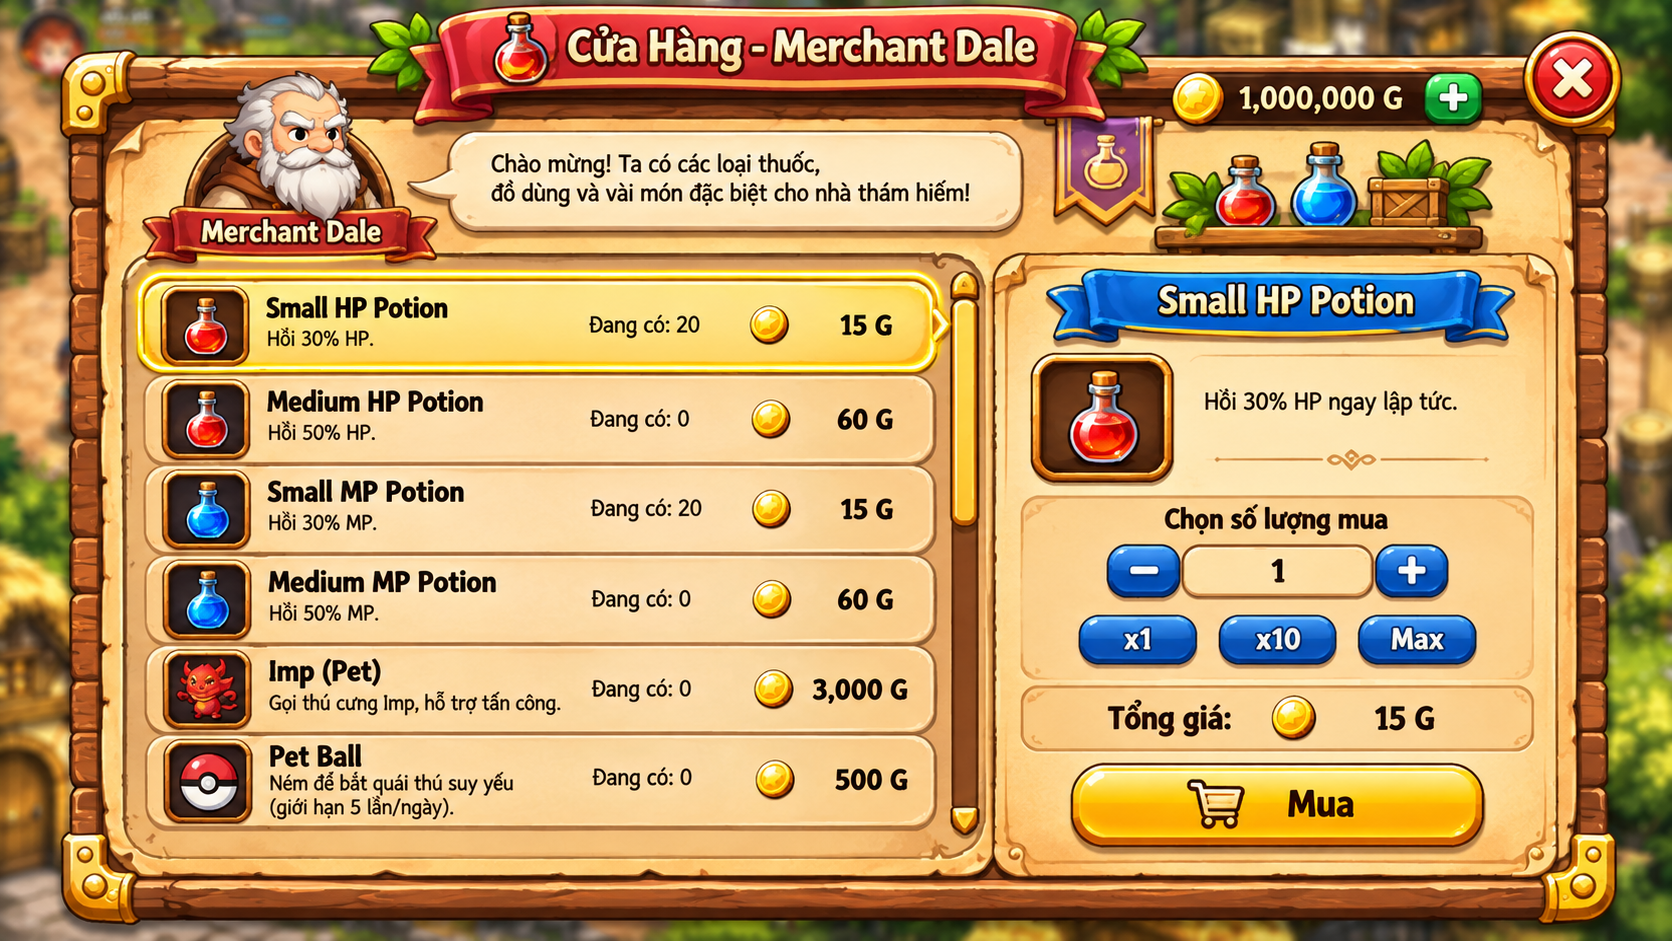 Cửa Hàng - Merchant Dale
1,000,000 G
Chào mừng! Ta có các loại thuốc,
đồ dùng và vài món đặc biệt cho nhà thám hiếm!
Merchant Dale
Small HP Potion
Hồi 30% HP.
Đang có: 20
15 G
Medium HP Potion
Hồi 50% HP.
Đang có: 0
60 G
Small MP Potion
Hồi 30% MP.
Đang có: 20
15 G
Medium MP Potion
Hồi 50% MP.
Đang có: 0
60 G
Imp (Pet)
Gọi thú cưng Imp, hỗ trợ tấn công.
Đang có: 0
3,000 G
Pet Ball
Ném để bắt quái thú suy yếu
(giới hạn 5 lần/ngày).
Đang có: 0
500 G
Small HP Potion
Hồi 30% HP ngay lập tức.
Chọn số lượng mua
1
x1
x10
Max
Tổng giá:
15 G
Mua